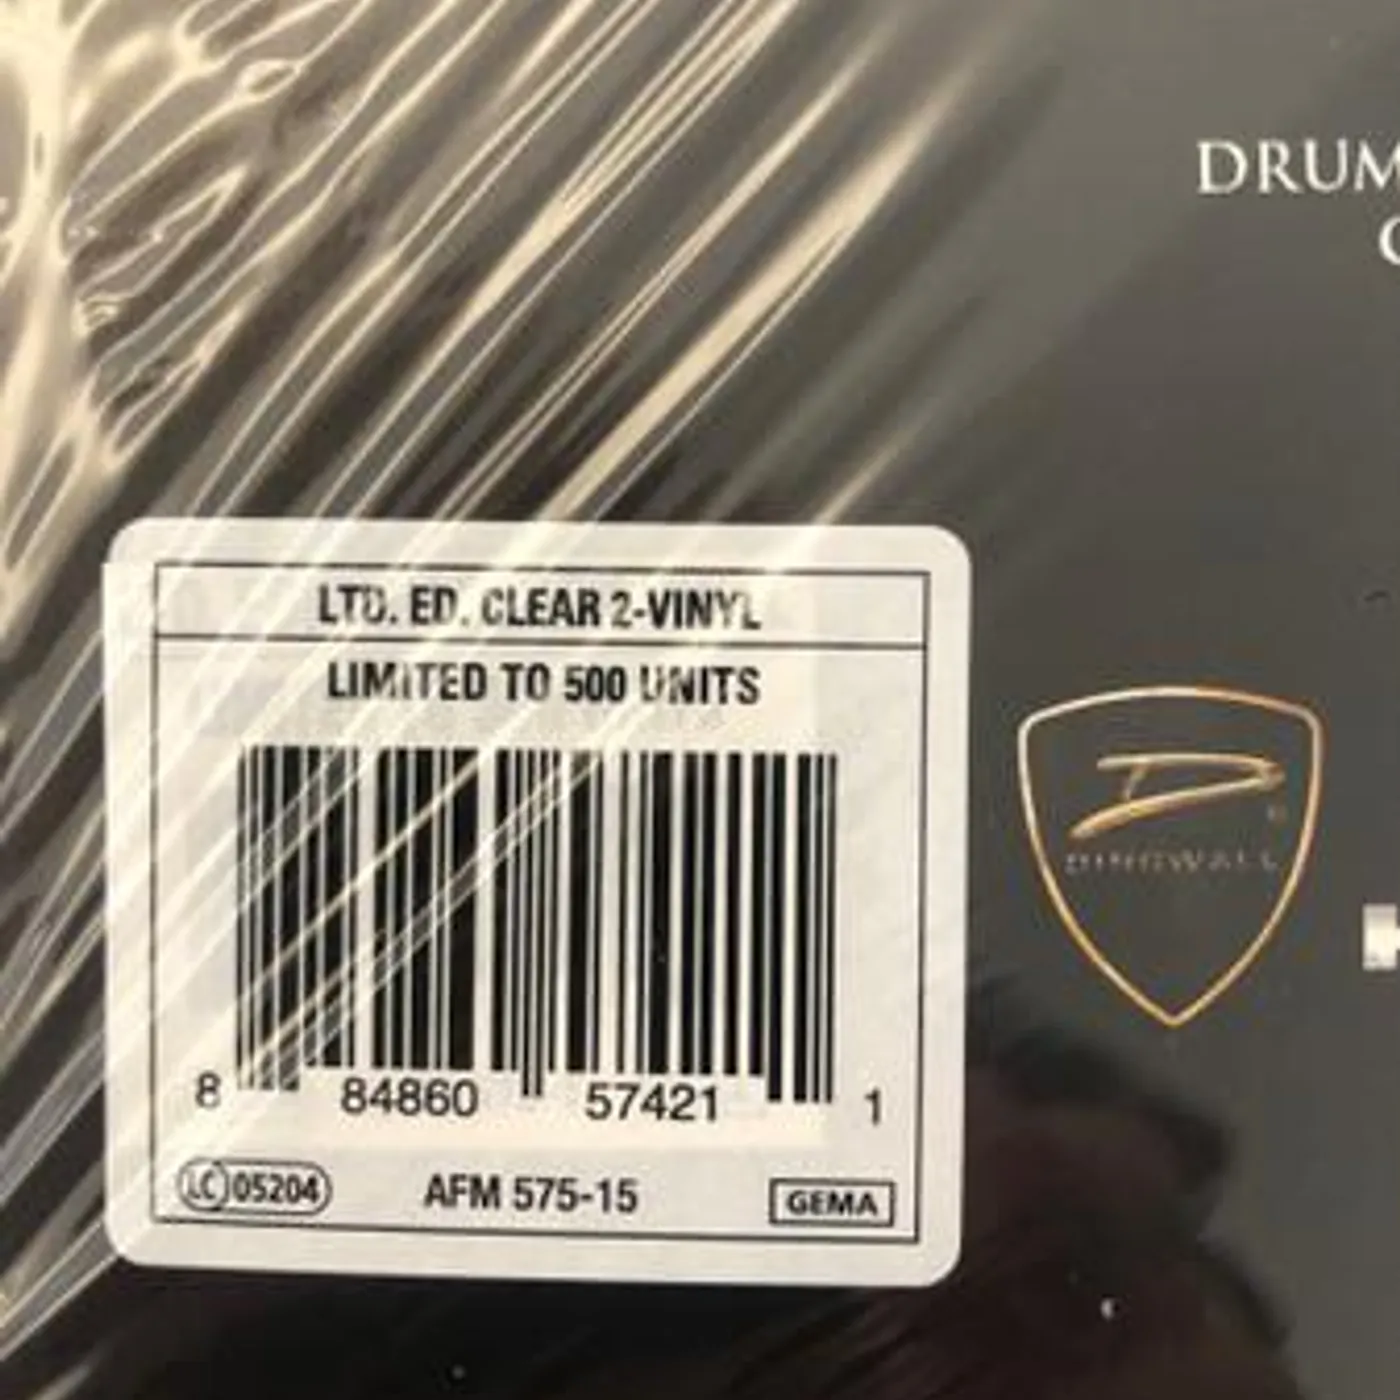 DRUM
LTD. ED. CLEAR 2-VINYL
LIMITED TO 500 UNITS
DINGWALL
8 84860 57421 1
LC 05204 AFM 575-15 GEMA